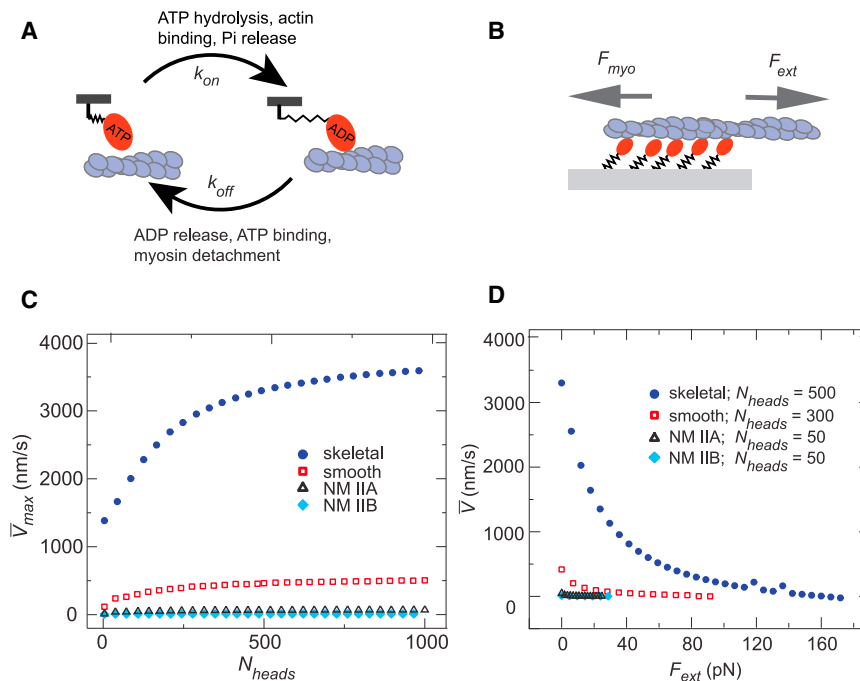 A
ATP hydrolysis, actin
binding, Pi release
k_on
ATP
ADP
k_off
ADP release, ATP binding,
myosin detachment
B
F_myo
F_ext
C
4000
3000
2000
1000
0
V̅_max (nm/s)
skeletal
smooth
NM IIA
NM IIB
0
500
1000
N_heads
D
4000
3000
2000
1000
0
V̅ (nm/s)
skeletal; N_heads = 500
smooth; N_heads = 300
NM IIA; N_heads = 50
NM IIB; N_heads = 50
0
40
80
120
160
F_ext (pN)